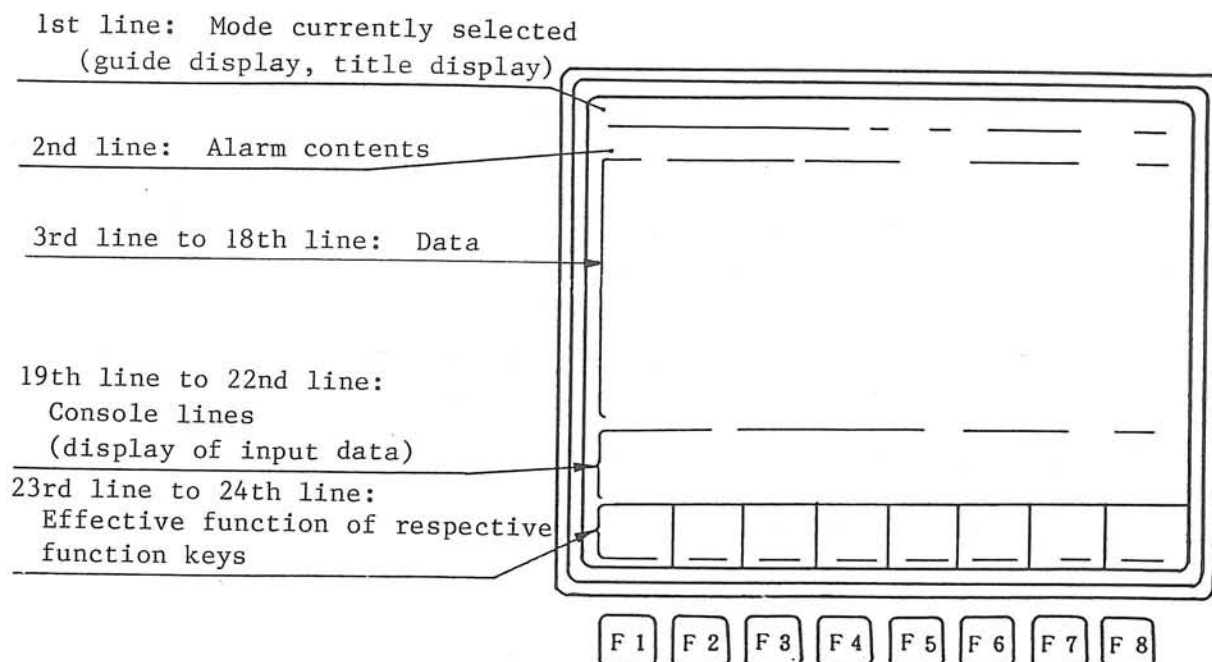 1st line: Mode currently selected
(guide display, title display)
2nd line: Alarm contents
3rd line to 18th line: Data
19th line to 22nd line:
Console lines
(display of input data)
23rd line to 24th line:
Effective function of respective
function keys
F 1 F 2 F 3 F 4 F 5 F 6 F 7 F 8